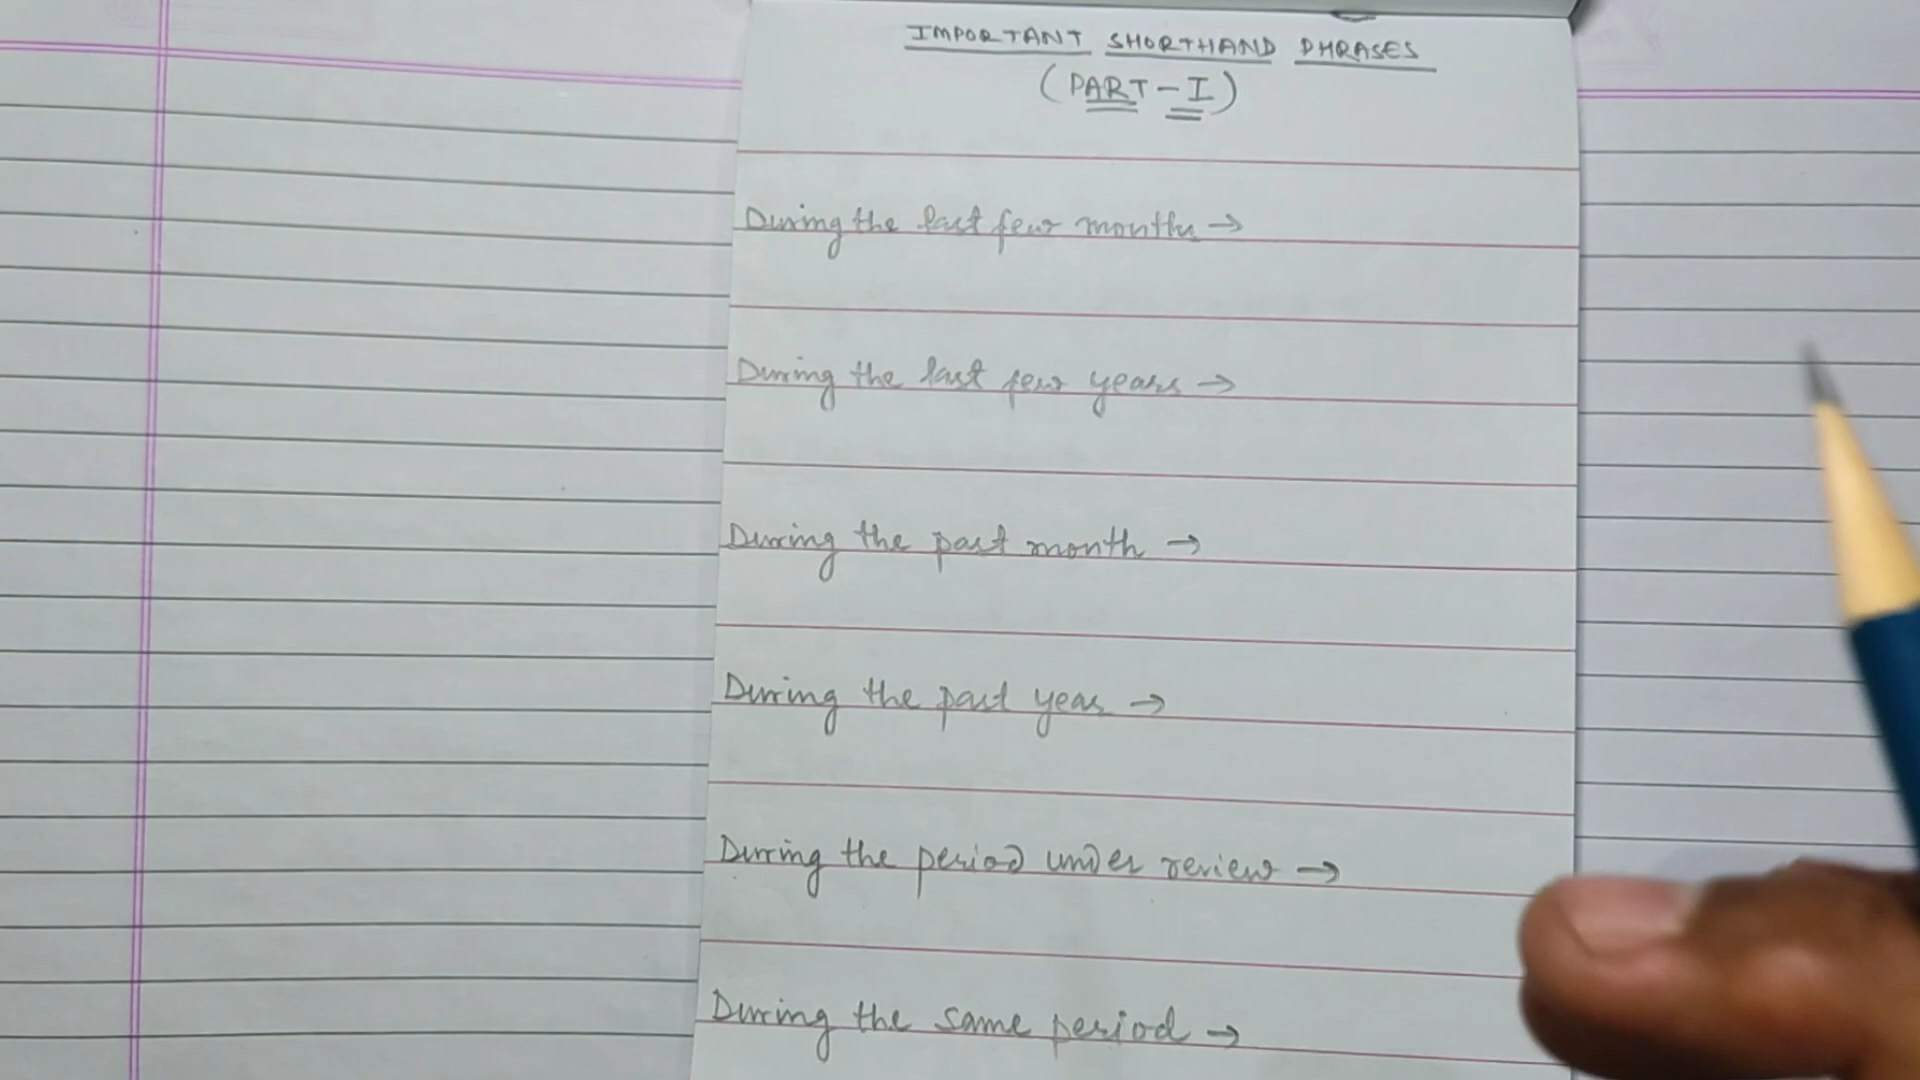 IMPORTANT SHORTHAND PHRASES
(PART-I)
During the last few months →
During the last few years →
During the past month →
During the past year →
During the period under review →
During the same period →